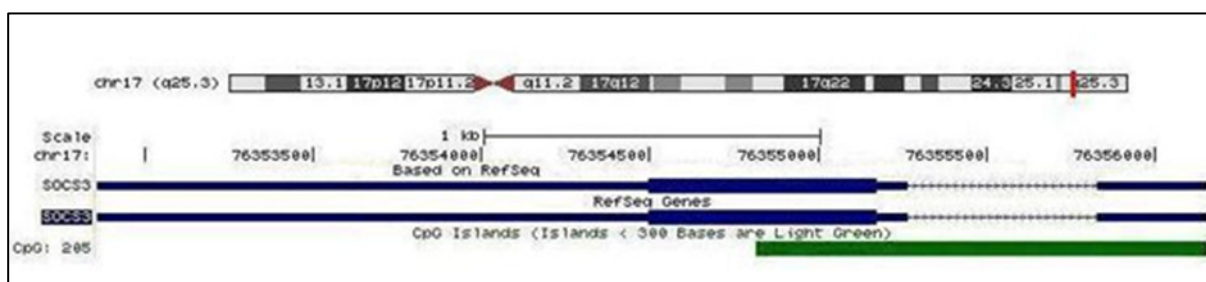 chr17 (q25.3) 13.1 17p12 17p11.2 q11.2 17q12 17q22 24.3 25.1 q25.3
Scale 1 kb
chr17: 76353500 76354000 76354500 76355000 76355500 76356000
Based on RefSeq
SOCS3
RefSeq Genes
SOCS3
CpG Islands (Islands < 300 Bases are Light Green)
CpG: 205